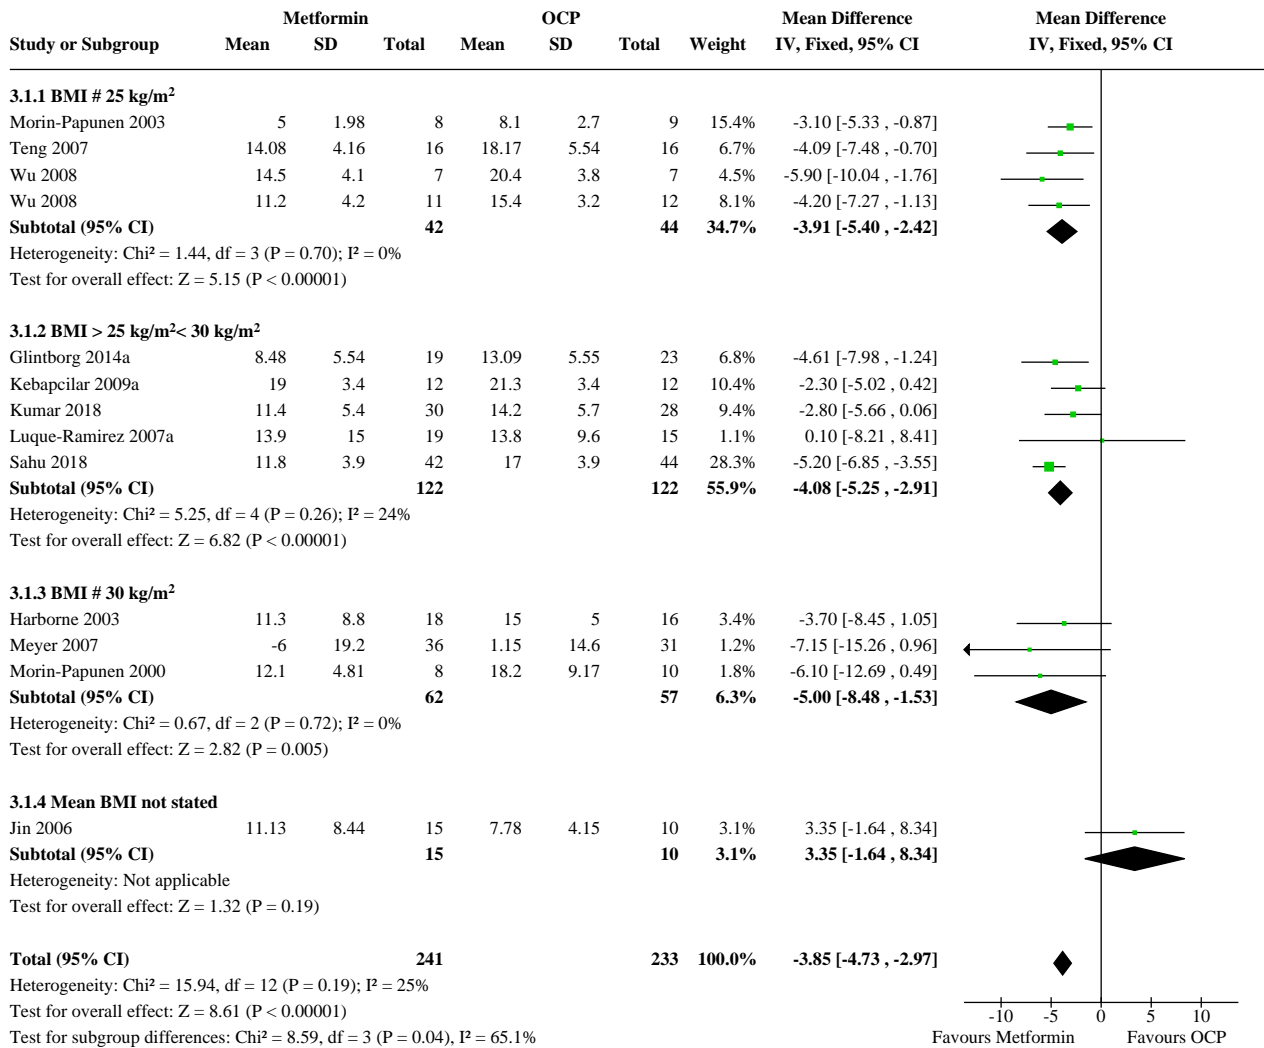 Metformin OCP Mean Difference Mean Difference
Study or Subgroup Mean SD Total Mean SD Total Weight IV, Fixed, 95% CI IV, Fixed, 95% CI
3.1.1 BMI # 25 kg/m²
Morin-Papunen 2003 5 1.98 8 8.1 2.7 9 15.4% -3.10 [-5.33 , -0.87]
Teng 2007 14.08 4.16 16 18.17 5.54 16 6.7% -4.09 [-7.48 , -0.70]
Wu 2008 14.5 4.1 7 20.4 3.8 7 4.5% -5.90 [-10.04 , -1.76]
Wu 2008 11.2 4.2 11 15.4 3.2 12 8.1% -4.20 [-7.27 , -1.13]
Subtotal (95% CI) 42 44 34.7% -3.91 [-5.40 , -2.42]
Heterogeneity: Chi² = 1.44, df = 3 (P = 0.70); I² = 0%
Test for overall effect: Z = 5.15 (P < 0.00001)
3.1.2 BMI > 25 kg/m²< 30 kg/m²
Glintborg 2014a 8.48 5.54 19 13.09 5.55 23 6.8% -4.61 [-7.98 , -1.24]
Kebapcilar 2009a 19 3.4 12 21.3 3.4 12 10.4% -2.30 [-5.02 , 0.42]
Kumar 2018 11.4 5.4 30 14.2 5.7 28 9.4% -2.80 [-5.66 , 0.06]
Luque-Ramirez 2007a 13.9 15 19 13.8 9.6 15 1.1% 0.10 [-8.21 , 8.41]
Sahu 2018 11.8 3.9 42 17 3.9 44 28.3% -5.20 [-6.85 , -3.55]
Subtotal (95% CI) 122 122 55.9% -4.08 [-5.25 , -2.91]
Heterogeneity: Chi² = 5.25, df = 4 (P = 0.26); I² = 24%
Test for overall effect: Z = 6.82 (P < 0.00001)
3.1.3 BMI # 30 kg/m²
Harborne 2003 11.3 8.8 18 15 5 16 3.4% -3.70 [-8.45 , 1.05]
Meyer 2007 -6 19.2 36 1.15 14.6 31 1.2% -7.15 [-15.26 , 0.96]
Morin-Papunen 2000 12.1 4.81 8 18.2 9.17 10 1.8% -6.10 [-12.69 , 0.49]
Subtotal (95% CI) 62 57 6.3% -5.00 [-8.48 , -1.53]
Heterogeneity: Chi² = 0.67, df = 2 (P = 0.72); I² = 0%
Test for overall effect: Z = 2.82 (P = 0.005)
3.1.4 Mean BMI not stated
Jin 2006 11.13 8.44 15 7.78 4.15 10 3.1% 3.35 [-1.64 , 8.34]
Subtotal (95% CI) 15 10 3.1% 3.35 [-1.64 , 8.34]
Heterogeneity: Not applicable
Test for overall effect: Z = 1.32 (P = 0.19)
Total (95% CI) 241 233 100.0% -3.85 [-4.73 , -2.97]
Heterogeneity: Chi² = 15.94, df = 12 (P = 0.19); I² = 25%
Test for overall effect: Z = 8.61 (P < 0.00001)
-10 -5 0 5 10
Test for subgroup differences: Chi² = 8.59, df = 3 (P = 0.04), I² = 65.1%
Favours Metformin Favours OCP